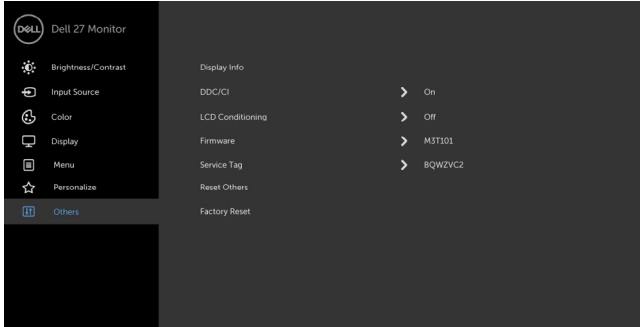 DELL Dell 27 Monitor
Brightness/Contrast
Display Info
Input Source
DDC/CI On
Color
LCD Conditioning Off
Display
Firmware M3T101
Menu
Service Tag BQWZVC2
Personalize
Reset Others
Others
Factory Reset